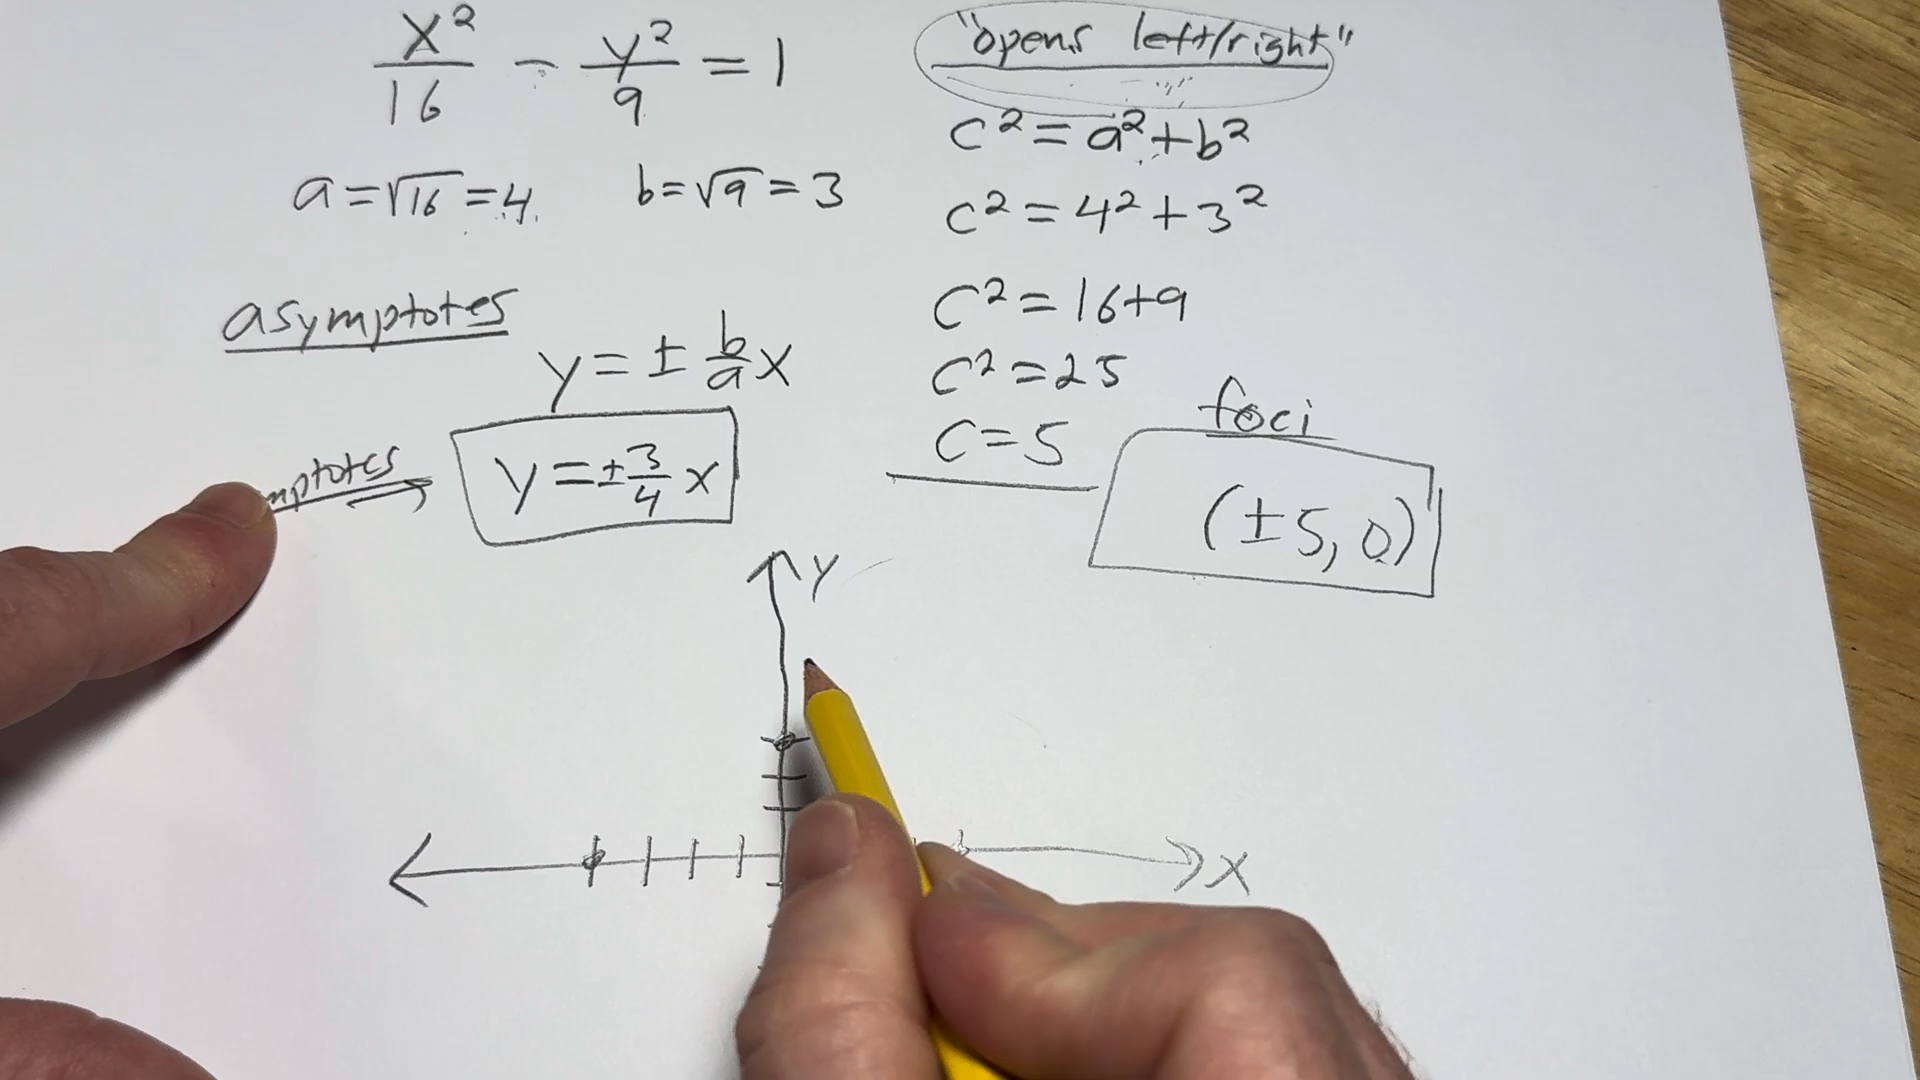 x²/16 - y²/9 = 1
a = √16 = 4
b = √9 = 3
asymptotes
y = ± b/a x
y = ± 3/4 x
"opens left/right"
c² = a² + b²
c² = 4² + 3²
c² = 16 + 9
c² = 25
c = 5
foci
(±5, 0)
y
x